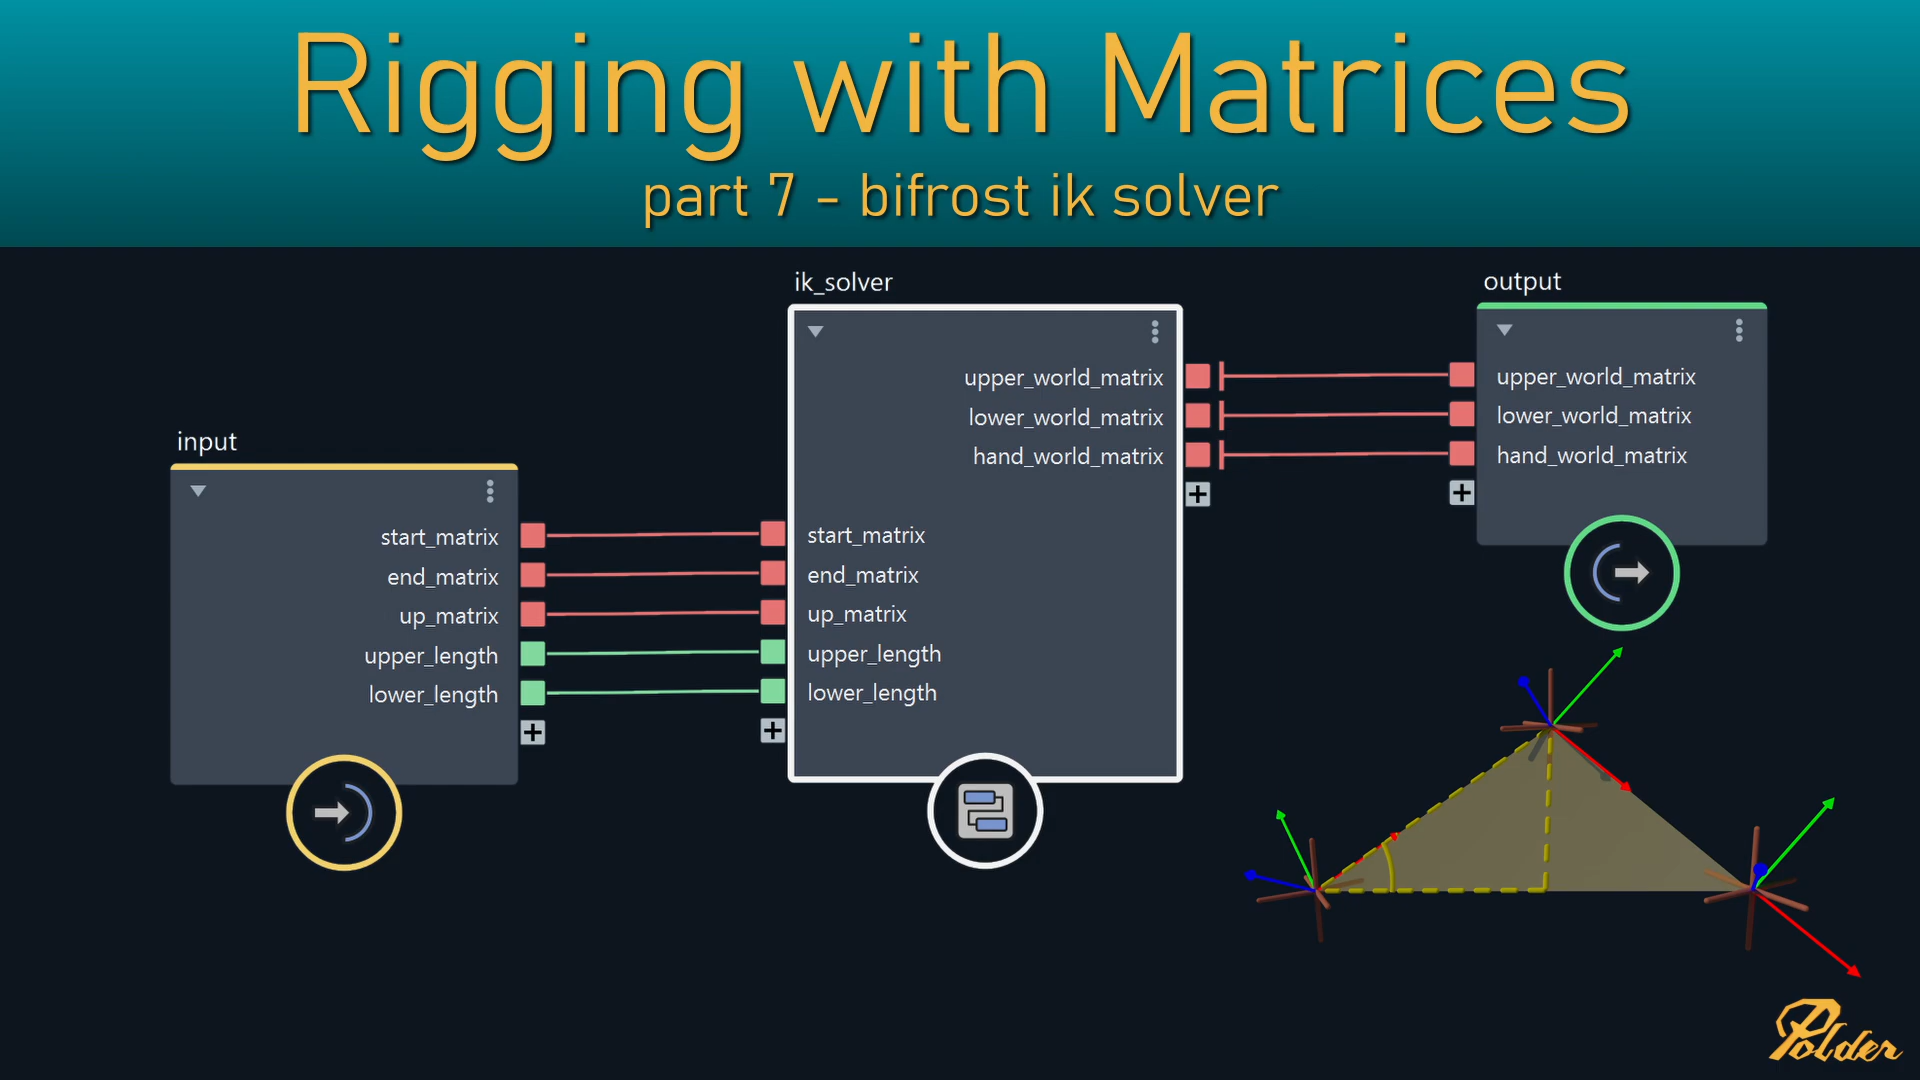 Rigging with Matrices
part 7 - bifrost ik solver
input
start_matrix
end_matrix
up_matrix
upper_length
lower_length
ik_solver
upper_world_matrix
lower_world_matrix
hand_world_matrix
start_matrix
end_matrix
up_matrix
upper_length
lower_length
output
upper_world_matrix
lower_world_matrix
hand_world_matrix
Polder